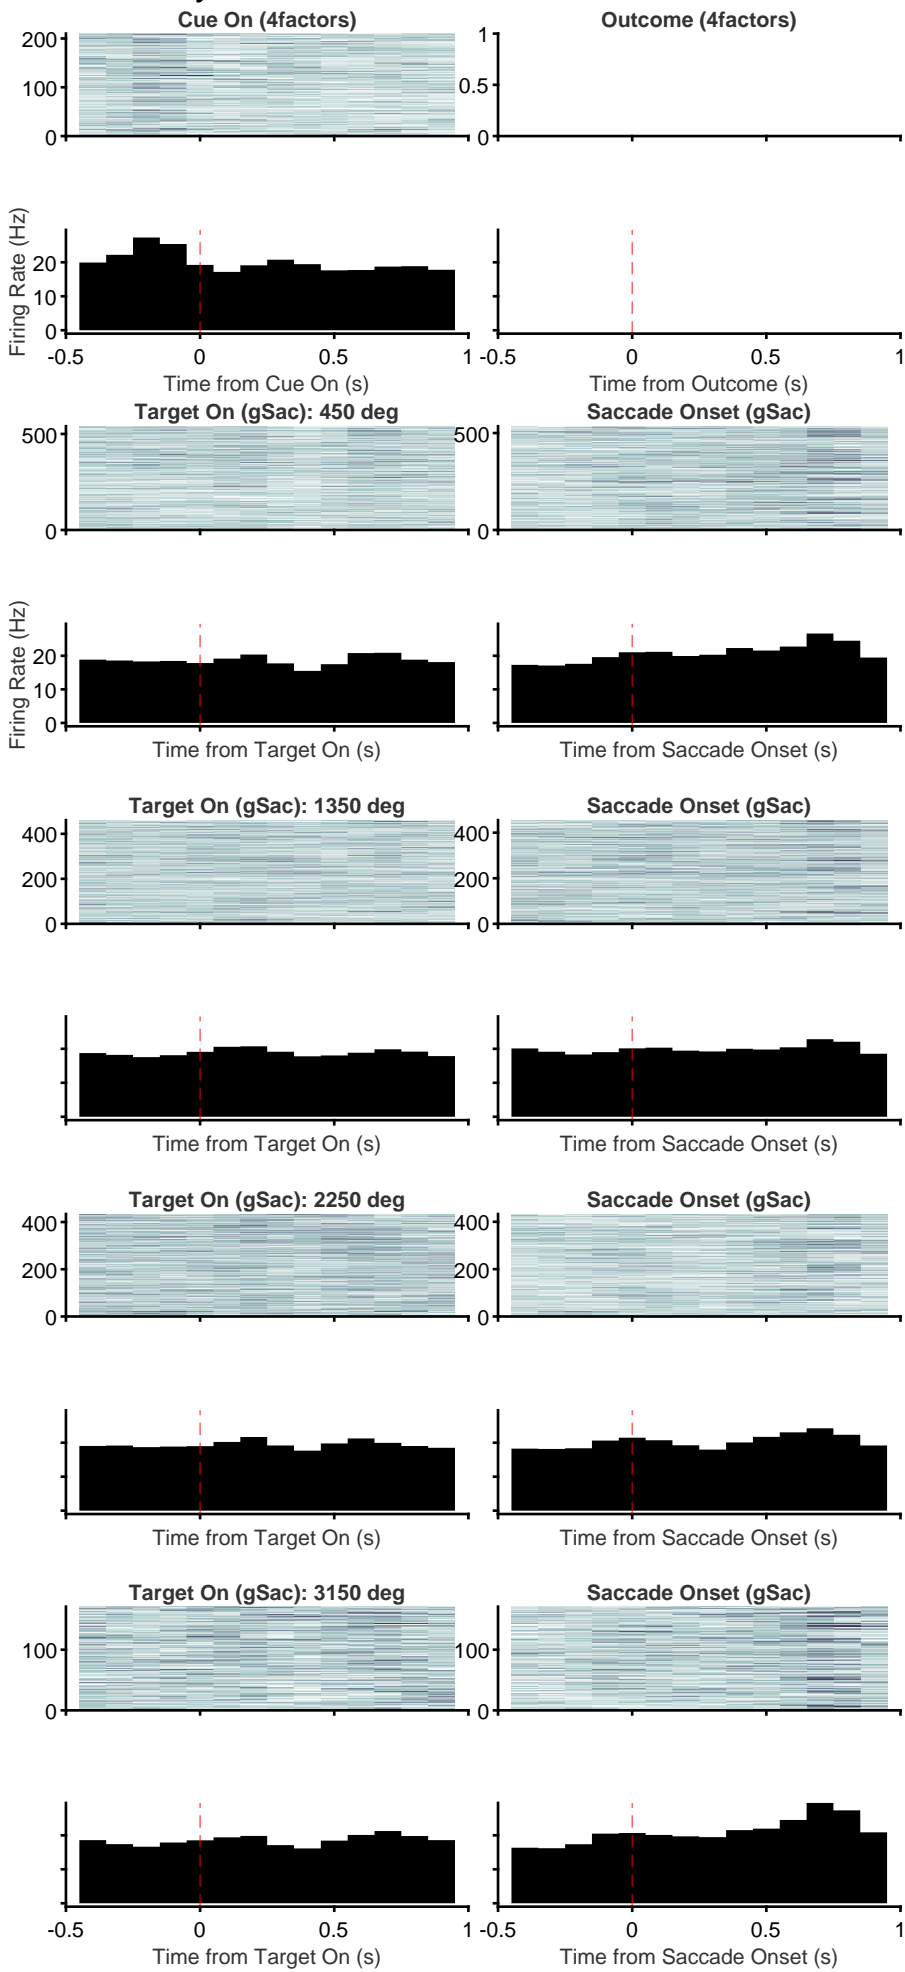 Cue On (4factors)
Outcome (4factors)
200
100
0
1
0.5
0
Firing Rate (Hz)
20
10
0
-0.5 0 0.5 1
Time from Cue On (s)
-0.5 0 0.5 1
Time from Outcome (s)
Target On (gSac): 450 deg
Saccade Onset (gSac)
500
0
500
0
Firing Rate (Hz)
20
10
0
Time from Target On (s)
Time from Saccade Onset (s)
Target On (gSac): 1350 deg
Saccade Onset (gSac)
400
200
0
400
200
0
Time from Target On (s)
Time from Saccade Onset (s)
Target On (gSac): 2250 deg
Saccade Onset (gSac)
400
200
0
400
200
0
Time from Target On (s)
Time from Saccade Onset (s)
Target On (gSac): 3150 deg
Saccade Onset (gSac)
100
0
100
0
-0.5 0 0.5 1
Time from Target On (s)
-0.5 0 0.5 1
Time from Saccade Onset (s)